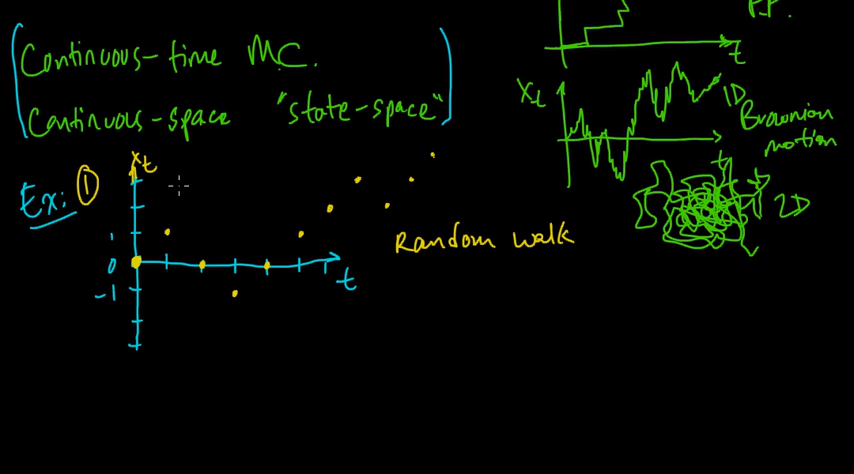 Continuous-time MC.
Continuous-space "state-space"
P.P.
t
Xt
1D Brownian
motion
2D
Ex: ①
Xt
1
0
-1
t
Random walk